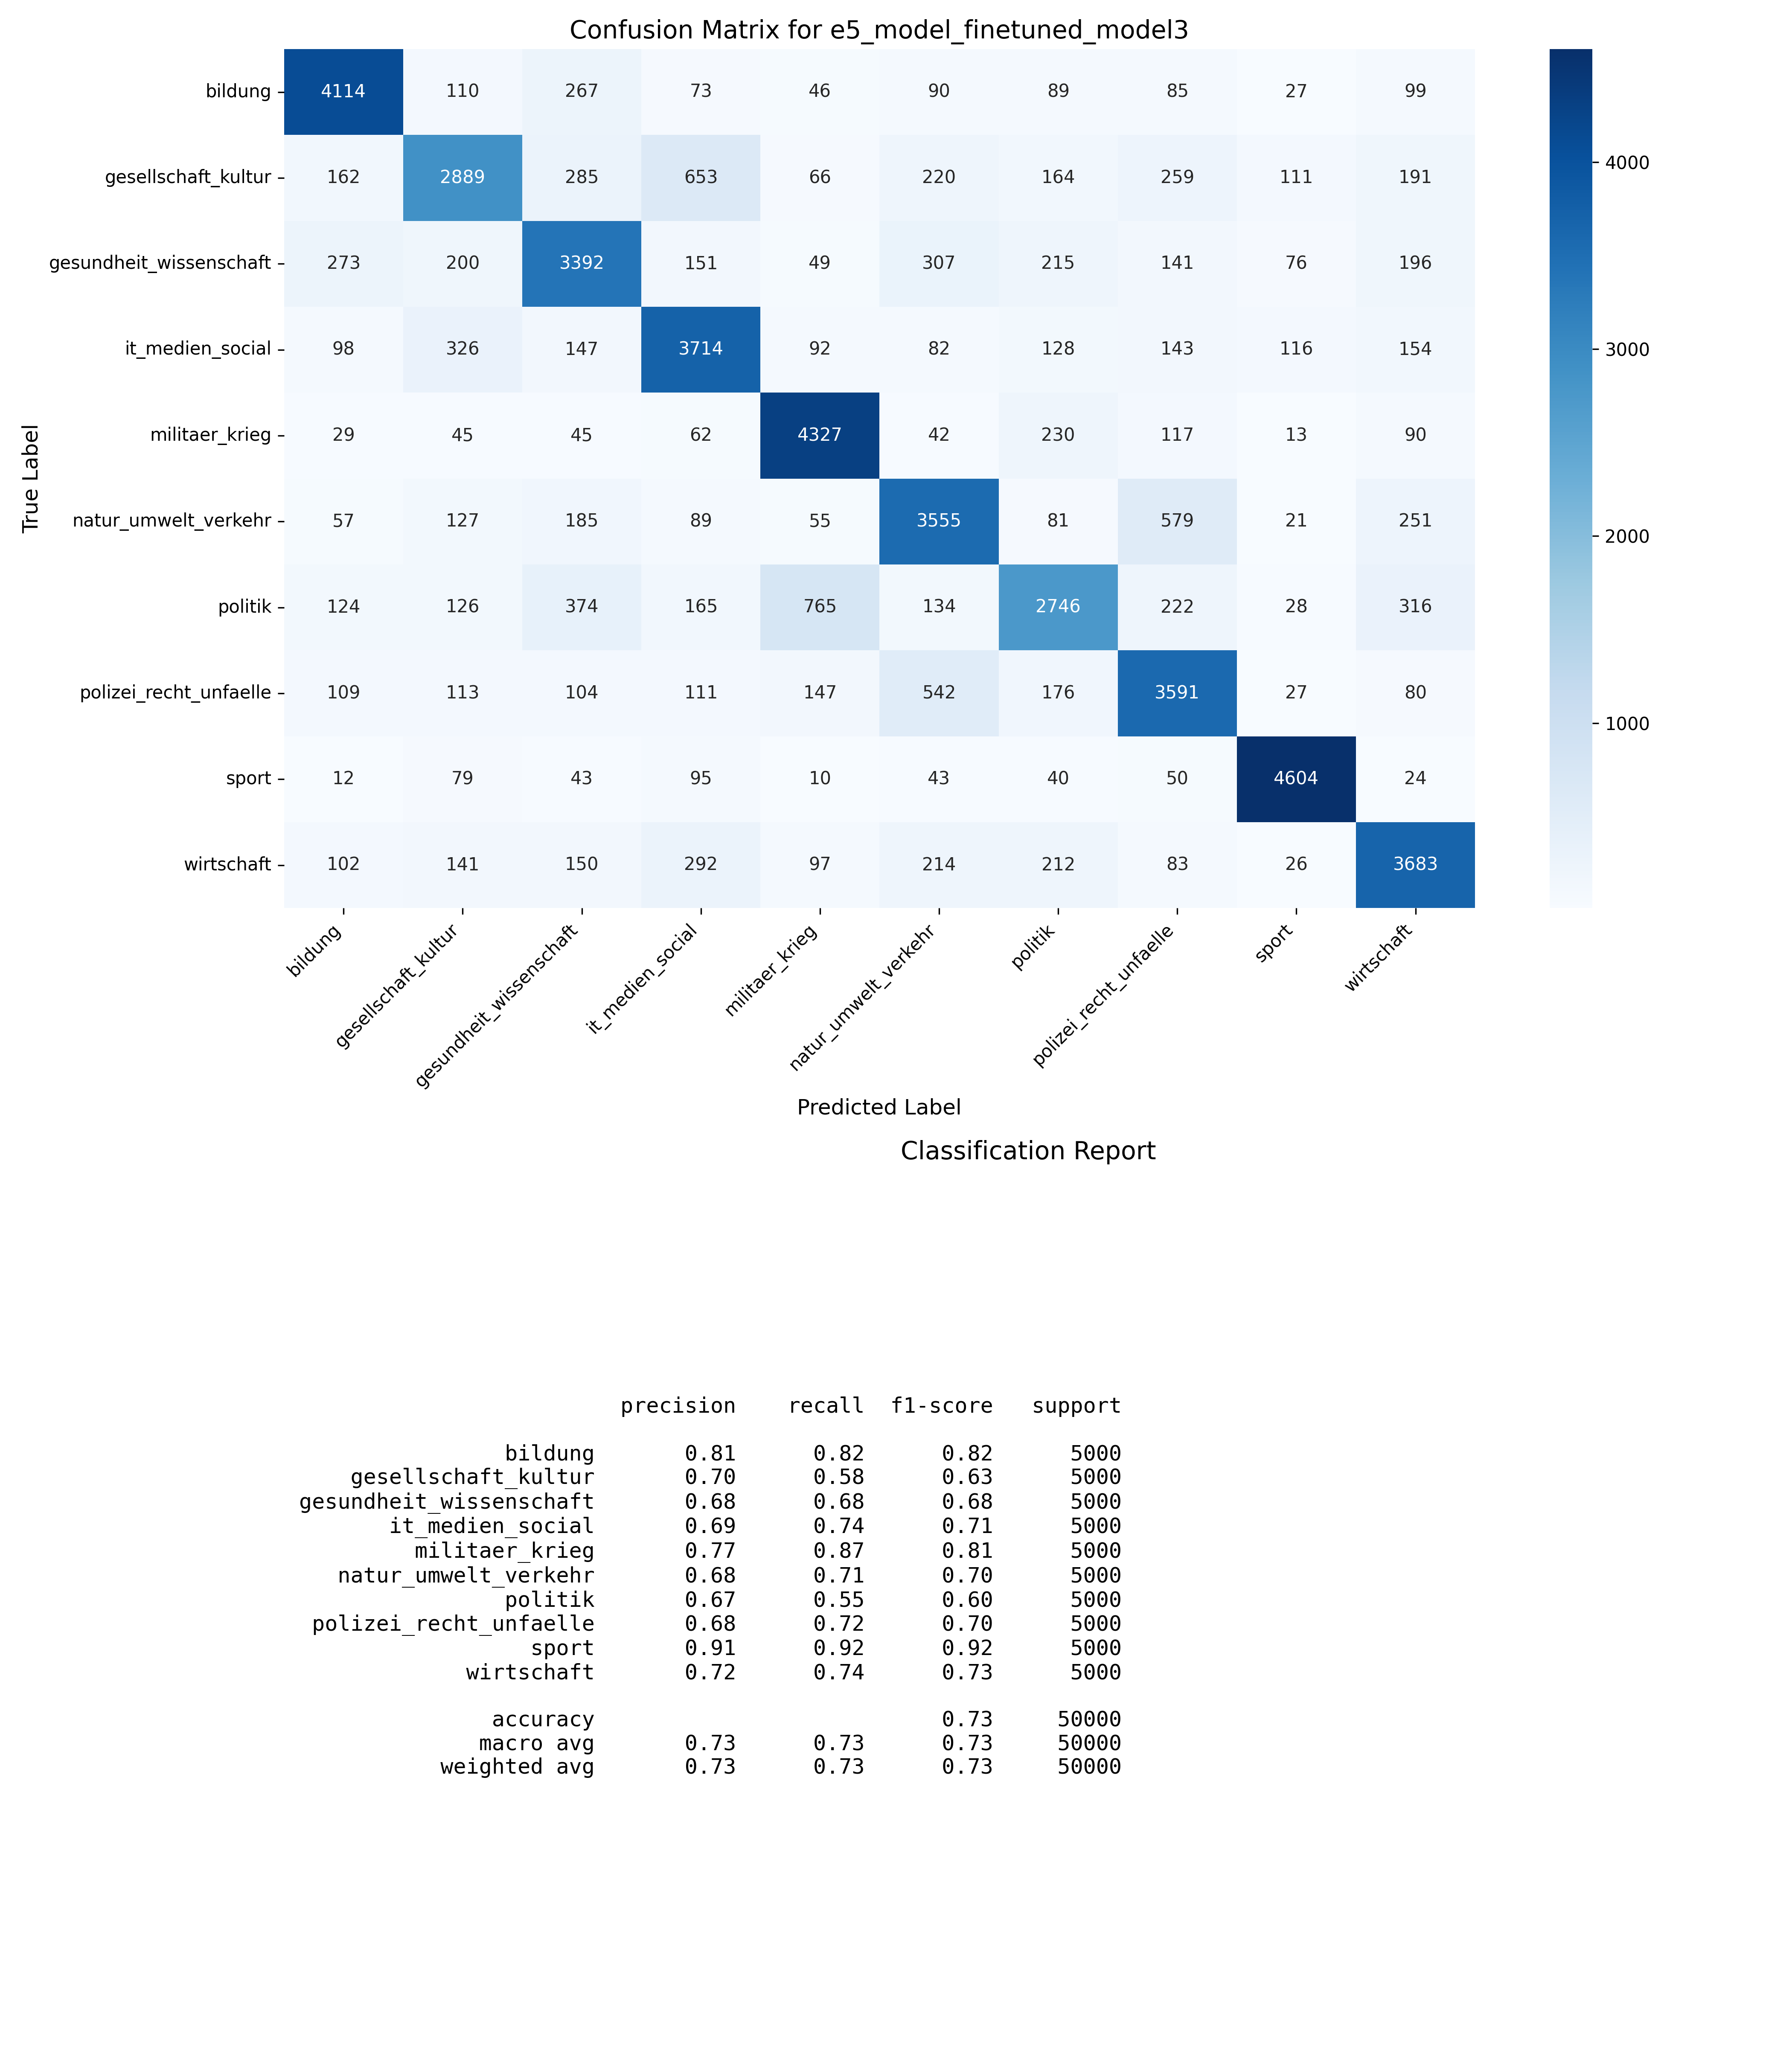 Confusion Matrix for e5_model_finetuned_model3
bildung 4114 110 267 73 46 90 89 85 27 99
gesellschaft_kultur 162 2889 285 653 66 220 164 259 111 191
gesundheit_wissenschaft 273 200 3392 151 49 307 215 141 76 196
it_medien_social 98 326 147 3714 92 82 128 143 116 154
militaer_krieg 29 45 45 62 4327 42 230 117 13 90
natur_umwelt_verkehr 57 127 185 89 55 3555 81 579 21 251
politik 124 126 374 165 765 134 2746 222 28 316
polizei_recht_unfaelle 109 113 104 111 147 542 176 3591 27 80
sport 12 79 43 95 10 43 40 50 4604 24
wirtschaft 102 141 150 292 97 214 212 83 26 3683
True Label
4000
3000
2000
1000
bildung
gesellschaft_kultur
gesundheit_wissenschaft
it_medien_social
militaer_krieg
natur_umwelt_verkehr
politik
polizei_recht_unfaelle
sport
wirtschaft
Predicted Label
Classification Report
precision recall f1-score support
bildung 0.81 0.82 0.82 5000
gesellschaft_kultur 0.70 0.58 0.63 5000
gesundheit_wissenschaft 0.68 0.68 0.68 5000
it_medien_social 0.69 0.74 0.71 5000
militaer_krieg 0.77 0.87 0.81 5000
natur_umwelt_verkehr 0.68 0.71 0.70 5000
politik 0.67 0.55 0.60 5000
polizei_recht_unfaelle 0.68 0.72 0.70 5000
sport 0.91 0.92 0.92 5000
wirtschaft 0.72 0.74 0.73 5000
accuracy 0.73 50000
macro avg 0.73 0.73 0.73 50000
weighted avg 0.73 0.73 0.73 50000